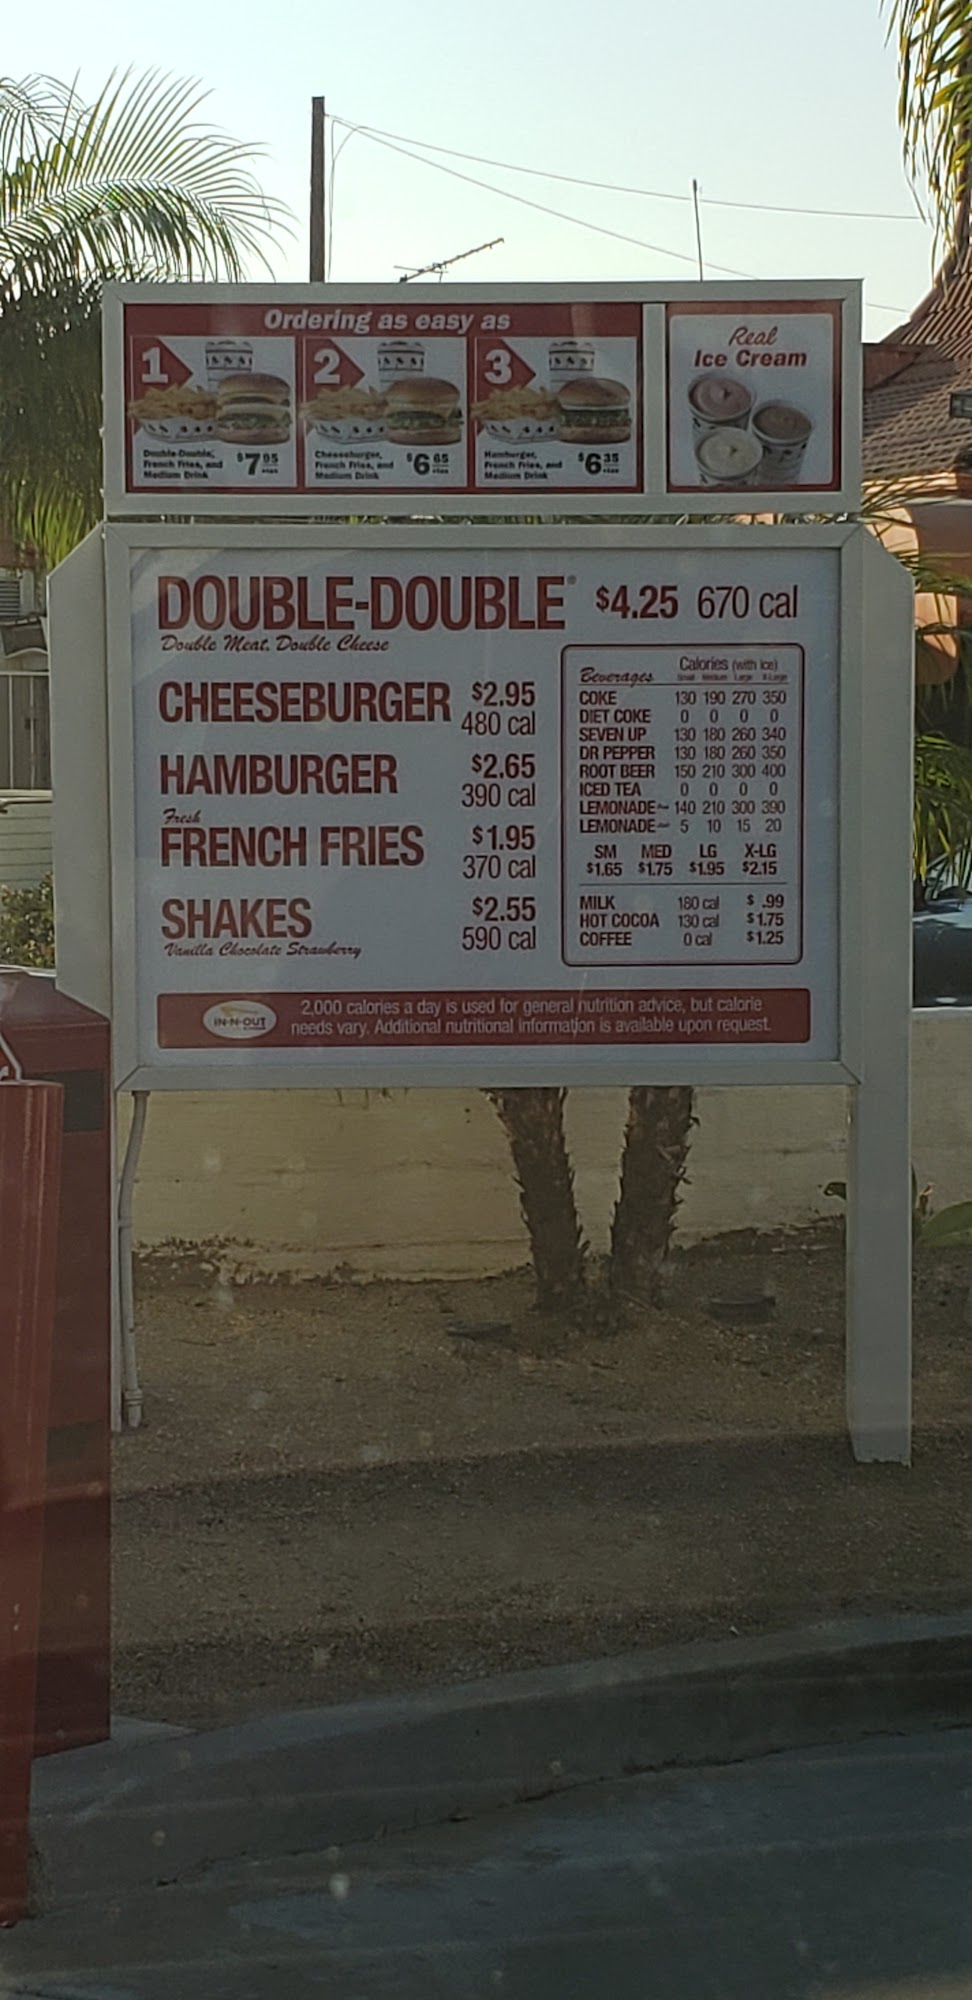 Ordering as easy as
1
Double-Double,
French Fries, and
Medium Drink
$7 95
2
Cheeseburger,
French Fries, and
Medium Drink
$6 65
3
Hamburger,
French Fries, and
Medium Drink
$6 35
Real
Ice Cream
DOUBLE-DOUBLE® $4.25 670 cal
Double Meat, Double Cheese
CHEESEBURGER $2.95
480 cal
HAMBURGER $2.65
390 cal
Fresh
FRENCH FRIES $1.95
370 cal
SHAKES $2.55
590 cal
Vanilla Chocolate Strawberry
Calories (with ice)
Beverages Small Medium Large X-Large
COKE 130 190 270 350
DIET COKE 0 0 0 0
SEVEN UP 130 180 260 340
DR PEPPER 130 180 260 350
ROOT BEER 150 210 300 400
ICED TEA 0 0 0 0
LEMONADE 140 210 300 390
LEMONADE 5 10 15 20
SM MED LG X-LG
$1.65 $1.75 $1.95 $2.15
MILK 180 cal $ .99
HOT COCOA 130 cal $1.75
COFFEE 0 cal $1.25
IN-N-OUT
2,000 calories a day is used for general nutrition advice, but calorie
needs vary. Additional nutritional information is available upon request.